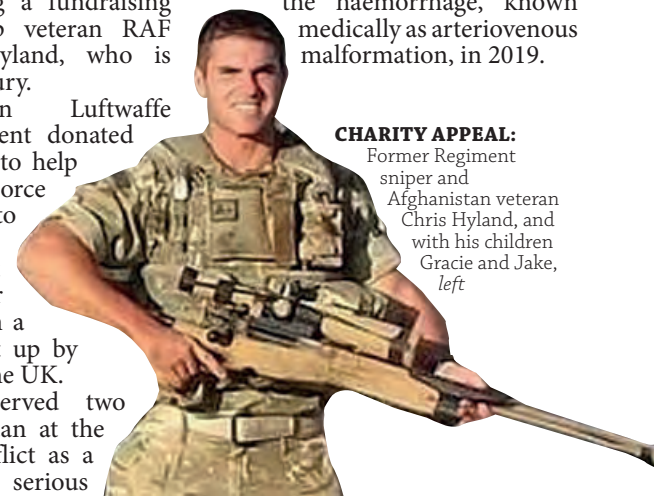 g a fundraising
veteran RAF
yland, who is
ury.
n Luftwaffe
ent donated
to help
orce
to
a
t up by
he UK.
erved two
an at the
flict as a
serious
the haemorrhage, known
medically as arteriovenous
malformation, in 2019.
CHARITY APPEAL:
Former Regiment
sniper and
Afghanistan veteran
Chris Hyland, and
with his children
Gracie and Jake,
left